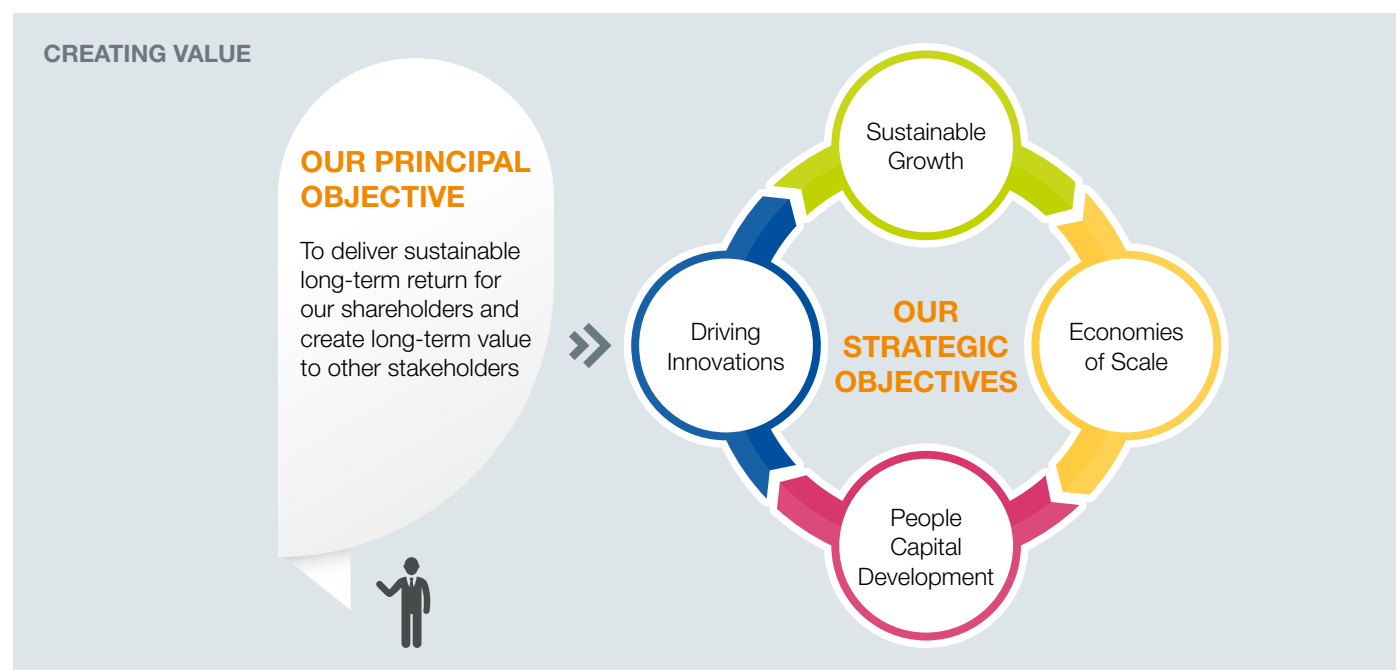 CREATING VALUE
OUR PRINCIPAL
OBJECTIVE
To deliver sustainable
long-term return for
our shareholders and
create long-term value
to other stakeholders
Sustainable
Growth
Driving
Innovations
OUR
STRATEGIC
OBJECTIVES
Economies
of Scale
People
Capital
Development